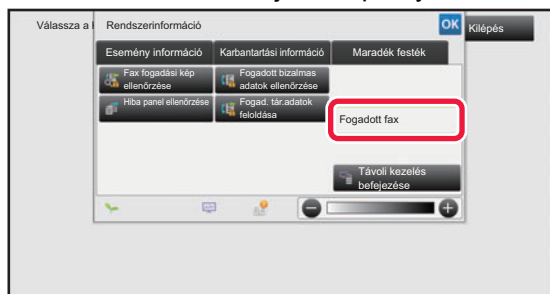 Válassza a
Rendszerinformáció
OK
Kilépés
Esemény információ
Karbantartási információ
Maradék festék
Fax fogadási kép
ellenőrzése
Fogadott bizalmas
adatok ellenőrzése
Hiba panel ellenőrzése
Fogad. tár.adatok
feloldása
Fogadott fax
Távoli kezelés
befejezése